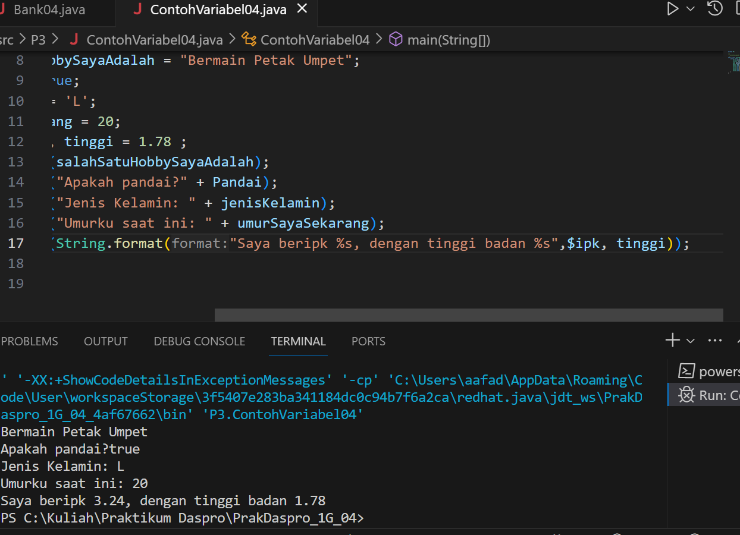 Bank04.java
J ContohVariabel04.java
src > P3 > J ContohVariabel04.java > ContohVariabel04 > main(String[])
8 obbySayaAdalah = "Bermain Petak Umpet";
9 rue;
10 = 'L';
11 ang = 20;
12 , tinggi = 1.78 ;
13 (salahSatuHobbySayaAdalah);
14 ("Apakah pandai?" + Pandai);
15 ("Jenis Kelamin: " + jenisKelamin);
16 ("Umurku saat ini: " + umurSayaSekarang);
17 (String.format(format:"Saya beripk %s, dengan tinggi badan %s",$ipk, tinggi));
18
19
PROBLEMS OUTPUT DEBUG CONSOLE TERMINAL PORTS
' '-XX:+ShowCodeDetailsInExceptionMessages' '-cp' 'C:\Users\aafad\AppData\Roaming\C
ode\User\workspaceStorage\3f5407e283ba341184dc0c94b7f6a2ca\redhat.java\jdt_ws\PrakD
aspro_1G_04_4af67662\bin' 'P3.ContohVariabel04'
Bermain Petak Umpet
Apakah pandai?true
Jenis Kelamin: L
Umurku saat ini: 20
Saya beripk 3.24, dengan tinggi badan 1.78
PS C:\Kuliah\Praktikum Daspro\PrakDaspro_1G_04>
powers
Run: Co